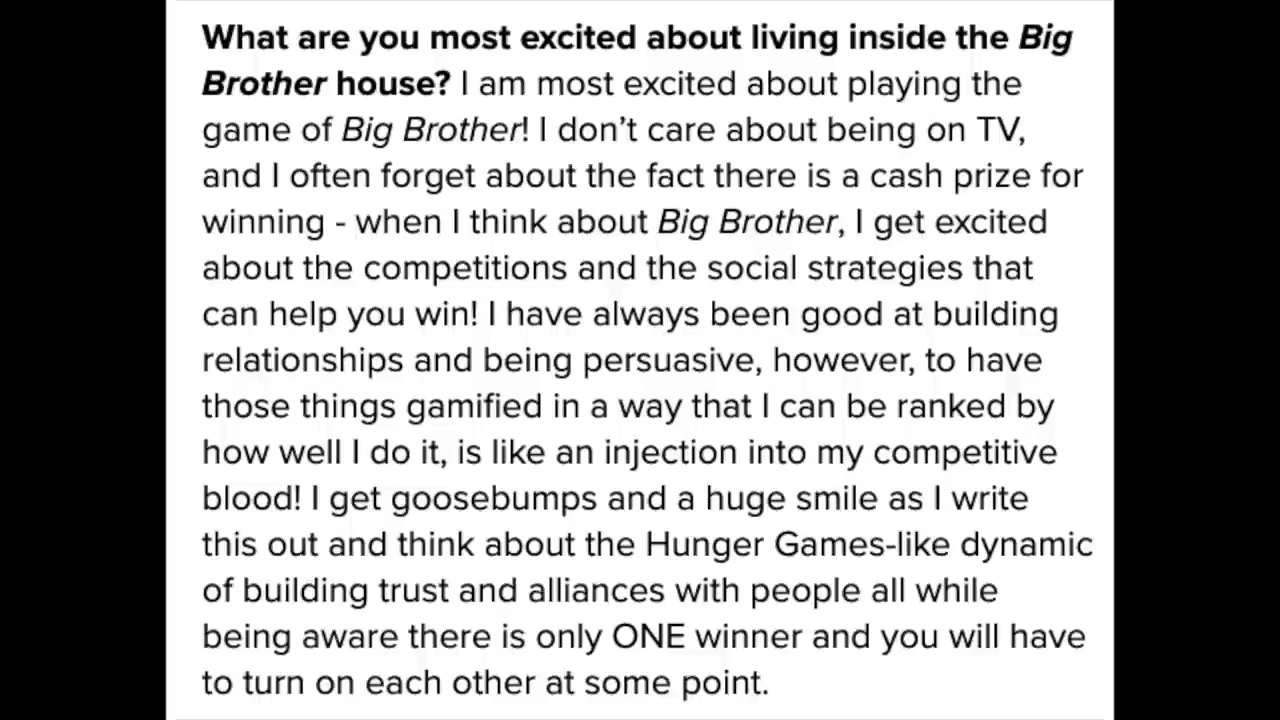 What are you most excited about living inside the Big
Brother house? I am most excited about playing the
game of Big Brother! I don’t care about being on TV,
and I often forget about the fact there is a cash prize for
winning - when I think about Big Brother, I get excited
about the competitions and the social strategies that
can help you win! I have always been good at building
relationships and being persuasive, however, to have
those things gamified in a way that I can be ranked by
how well I do it, is like an injection into my competitive
blood! I get goosebumps and a huge smile as I write
this out and think about the Hunger Games-like dynamic
of building trust and alliances with people all while
being aware there is only ONE winner and you will have
to turn on each other at some point.